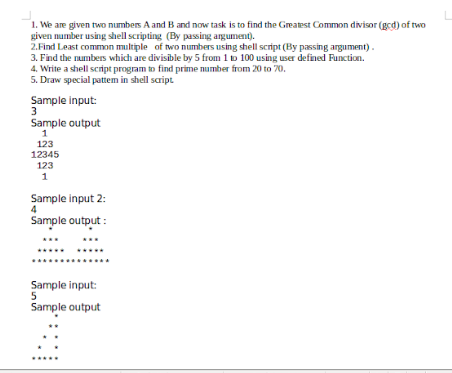 1. We are given two numbers A and B and now task is to find the Greatest Common divisor (gcd) of two
given number using shell scripting (By passing argument).
2.Find Least common multiple of two numbers using shell script (By passing argument) .
3. Find the numbers which are divisible by 5 from 1 to 100 using user defined Function.
4. Write a shell script program to find prime number from 20 to 70.
5. Draw special pattern in shell script.
Sample input:
3
Sample output
1
123
12345
123
1
Sample input 2:
4
Sample output :
* *
*** ***
***** *****
**************
Sample input:
5
Sample output
*
**
* *
* *
*****